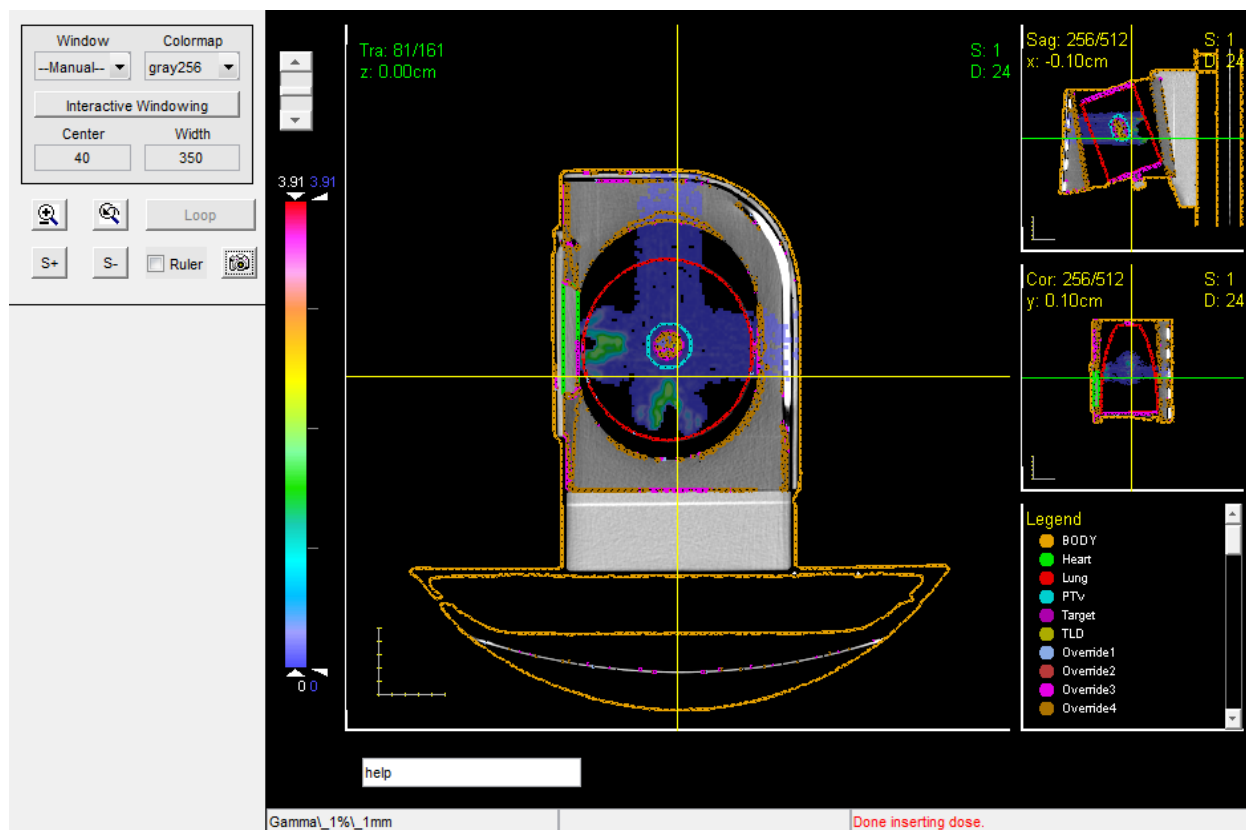 Window Colormap
--Manual-- gray256
Interactive Windowing
Center Width
40 350
Loop
S+ S- Ruler
3.91 3.91
0 0
Tra: 81/161 S: 1
z: 0.00cm D: 24
Sag: 256/512 S: 1
x: -0.10cm D: 24
Cor: 256/512 S: 1
y: 0.10cm D: 24
Legend
BODY
Heart
Lung
PTv
Target
TLD
Override1
Override2
Override3
Override4
help
Gamma\_1%\_1mm Done inserting dose.